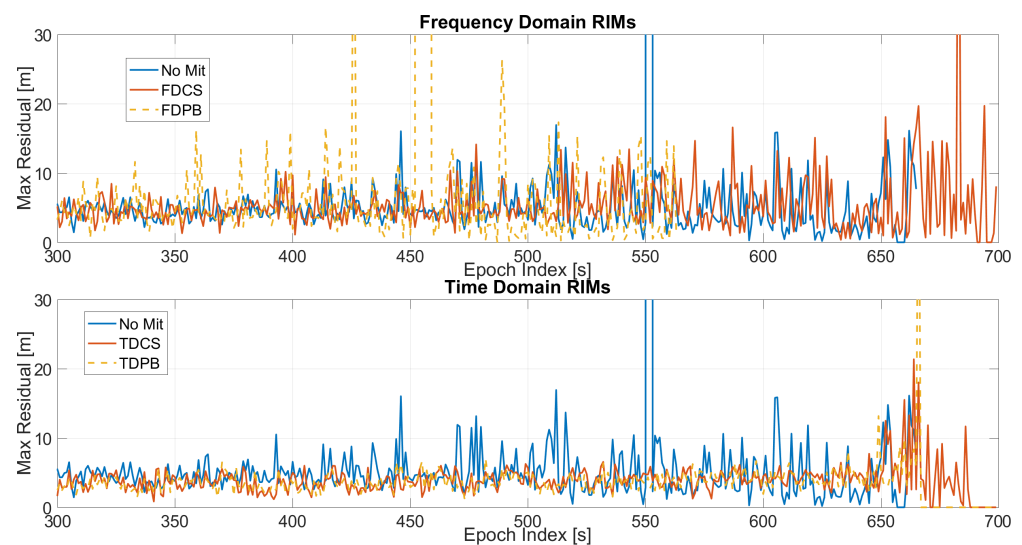 Frequency Domain RIMs
Max Residual [m]
30
20
10
0
No Mit
FDCS
FDPB
300
350
400
450
500
550
600
650
700
Epoch Index [s]
Time Domain RIMs
Max Residual [m]
30
20
10
0
No Mit
TDCS
TDPB
300
350
400
450
500
550
600
650
700
Epoch Index [s]